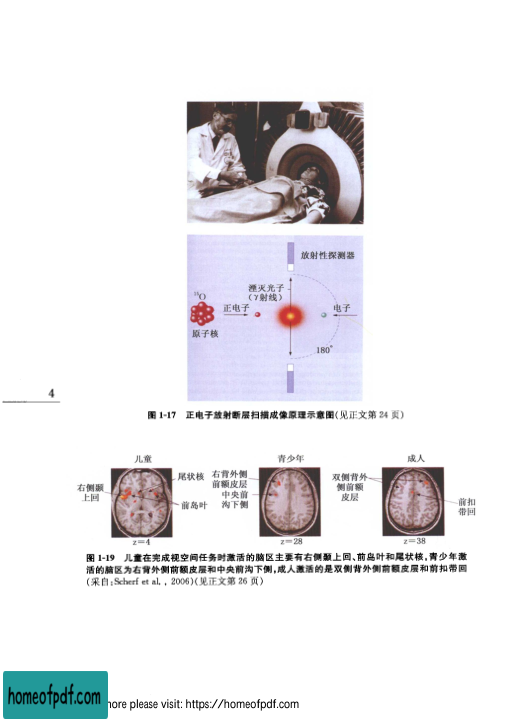 放射性探测器
湮灭光子
(γ射线)
¹⁵O
正电子
电子
原子核
180°
4
图 1-17 正电子放射断层扫描成像原理示意图(见正文第 24 页)
儿童
青少年
成人
尾状核
右侧颞
上回
前岛叶
右背外侧
前额皮层
中央前
沟下侧
双侧背外
侧前额
皮层
前扣
带回
z=4
z=28
z=38
图 1-19 儿童在完成视空间任务时激活的脑区主要有右侧颞上回、前岛叶和尾状核,青少年激
活的脑区为右背外侧前额皮层和中央前沟下侧,成人激活的是双侧背外侧前额皮层和前扣带回
(采自:Scherf et al. , 2006)(见正文第 26 页)
homeofpdf.com
more please visit: https://homeofpdf.com